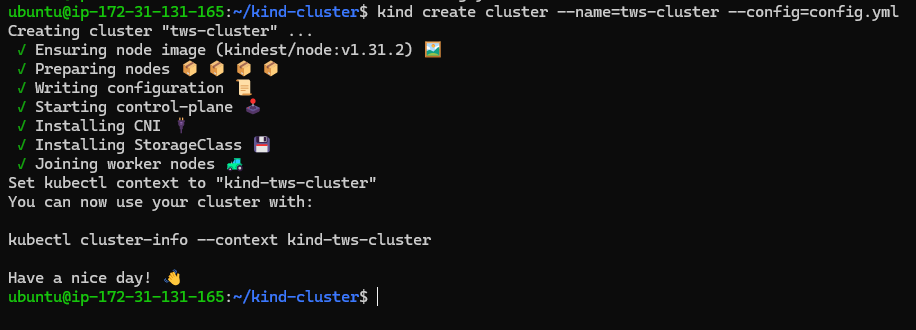 ubuntu@ip-172-31-131-165:~/kind-cluster$ kind create cluster --name=tws-cluster --config=config.yml
Creating cluster "tws-cluster" ...
✓ Ensuring node image (kindest/node:v1.31.2) 🖼
✓ Preparing nodes 📦 📦 📦 📦
✓ Writing configuration 📜
✓ Starting control-plane 🕹️
✓ Installing CNI 🔌
✓ Installing StorageClass 💾
✓ Joining worker nodes 🚜
Set kubectl context to "kind-tws-cluster"
You can now use your cluster with:
kubectl cluster-info --context kind-tws-cluster
Have a nice day! 👋
ubuntu@ip-172-31-131-165:~/kind-cluster$